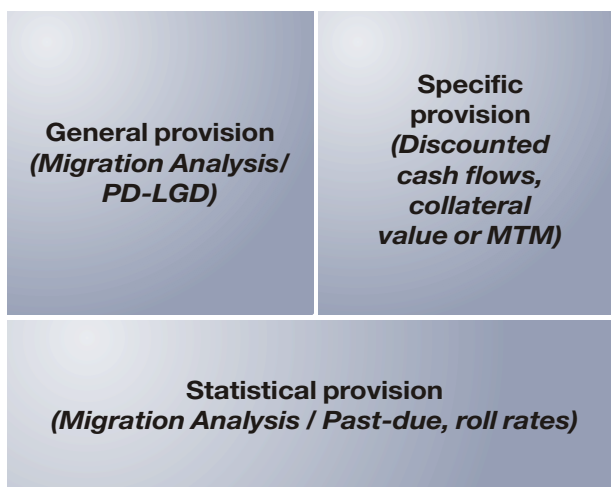 General provision
(Migration Analysis/
PD-LGD)
Specific
provision
(Discounted
cash flows,
collateral
value or MTM)
Statistical provision
(Migration Analysis / Past-due, roll rates)